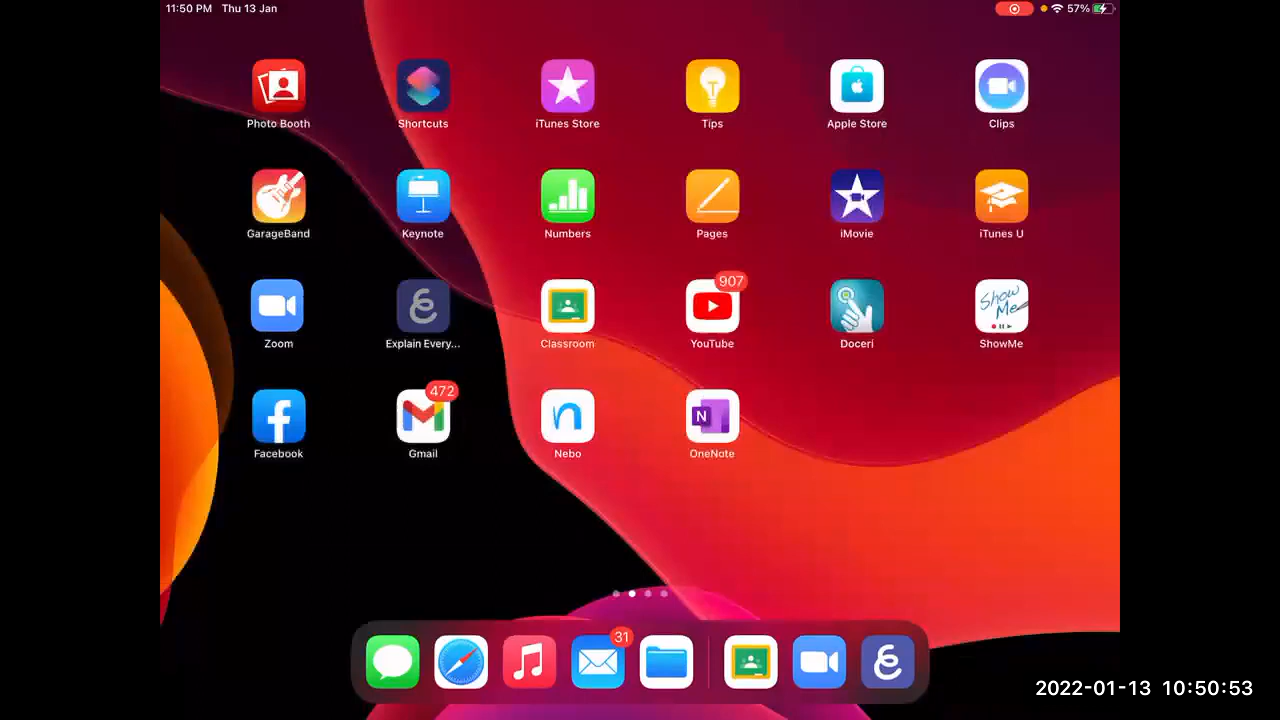 11:50 PM Thu 13 Jan 57%
Photo Booth Shortcuts iTunes Store Tips Apple Store Clips
GarageBand Keynote Numbers Pages iMovie iTunes U
907
Show
Me
Zoom Explain Every... Classroom YouTube Doceri ShowMe
472
N
Facebook Gmail Nebo OneNote
31
2022-01-13 10:50:53